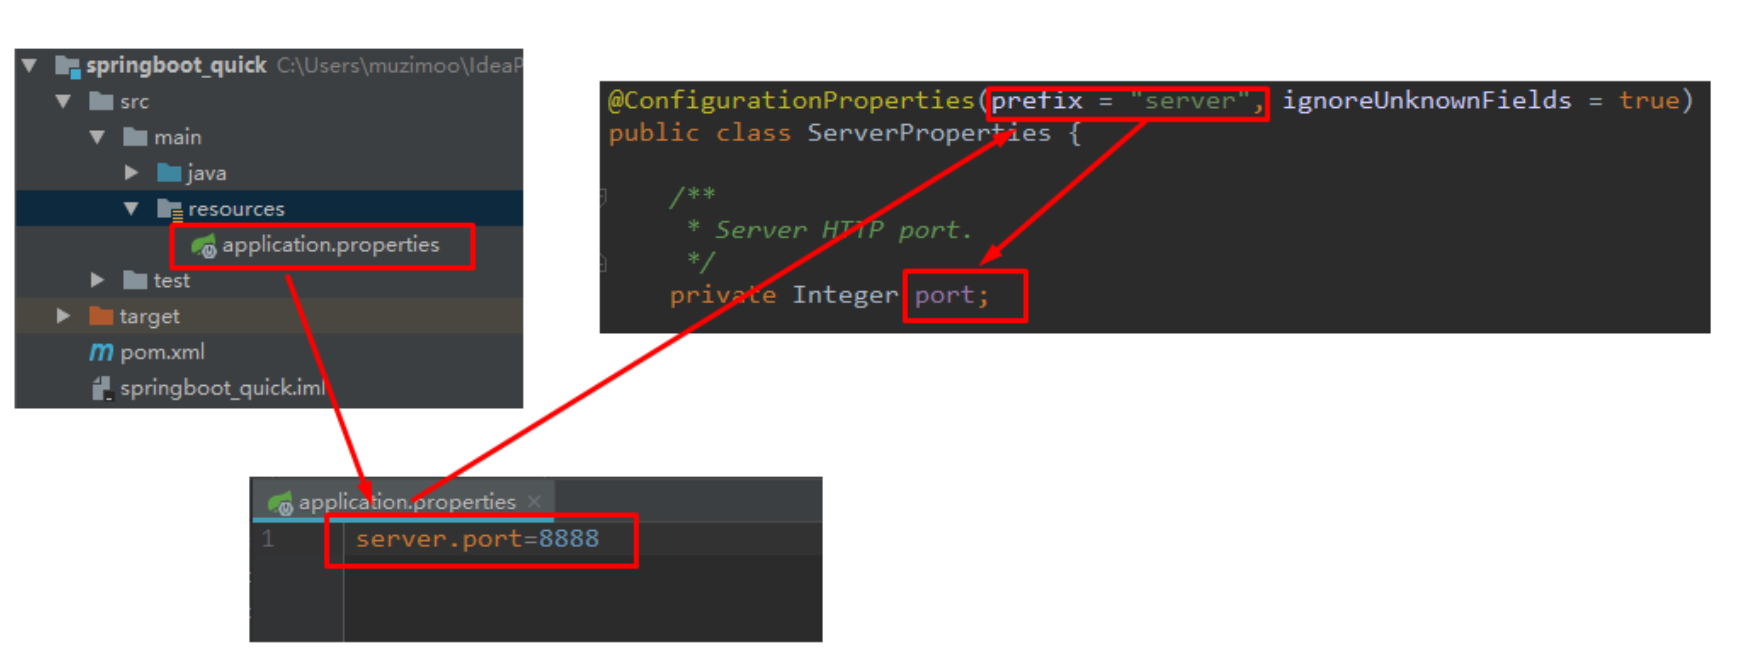 springboot_quick C:\Users\muzimoo\IdeaP
src
main
java
resources
application.properties
test
target
pom.xml
springboot_quick.iml
@ConfigurationProperties(prefix = "server", ignoreUnknownFields = true)
public class ServerProperties {
/**
* Server HTTP port.
*/
private Integer port;
application.properties ×
1 server.port=8888